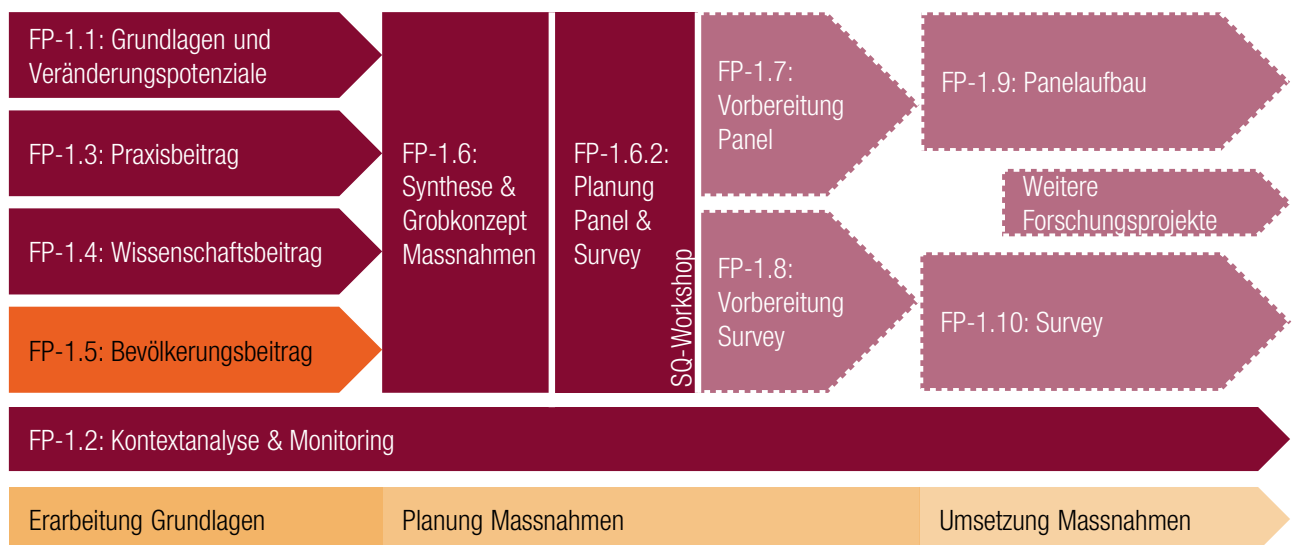 FP-1.1: Grundlagen und
Veränderungspotenziale
FP-1.3: Praxisbeitrag
FP-1.4: Wissenschaftsbeitrag
FP-1.5: Bevölkerungsbeitrag
FP-1.6:
Synthese &
Grobkonzept
Massnahmen
FP-1.6.2:
Planung
Panel &
Survey
SQ-Workshop
FP-1.7:
Vorbereitung
Panel
FP-1.8:
Vorbereitung
Survey
FP-1.9: Panelaufbau
Weitere
Forschungsprojekte
FP-1.10: Survey
FP-1.2: Kontextanalyse & Monitoring
Erarbeitung Grundlagen
Planung Massnahmen
Umsetzung Massnahmen